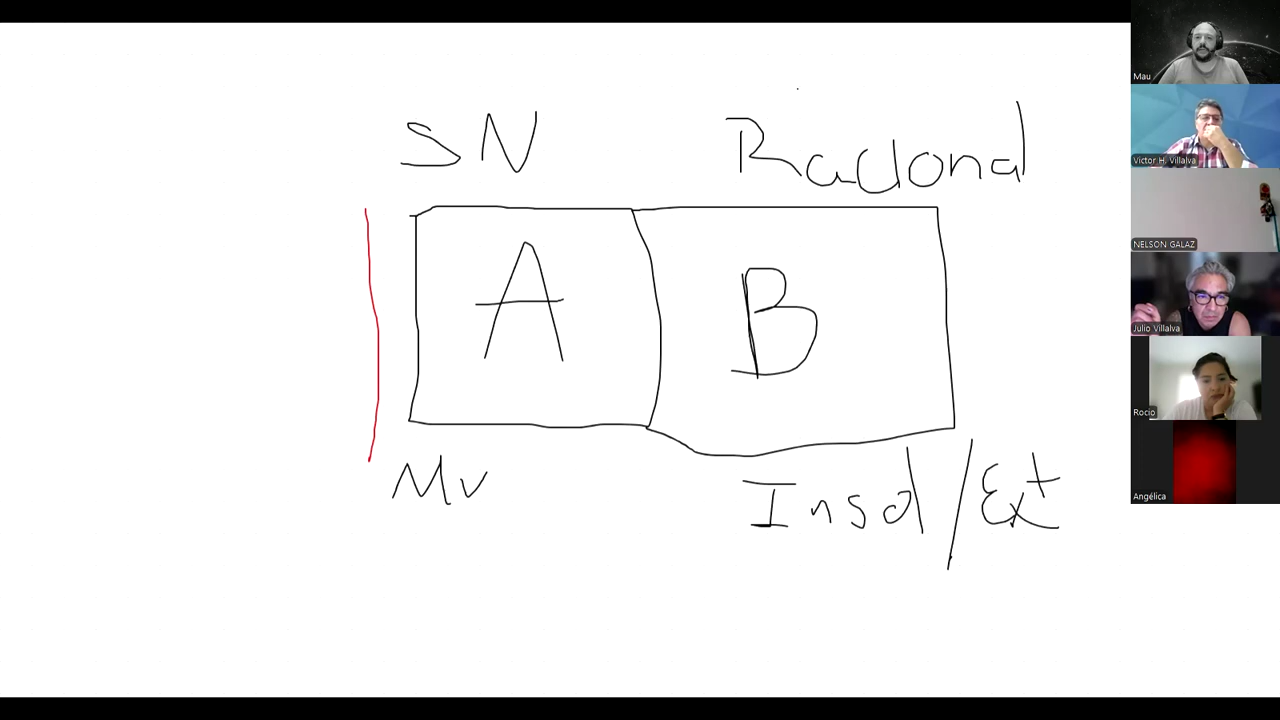 SN Racional
A B
Mv Insd/Ext
Mau
Victor H. Villalva
NELSON GALAZ
Julio Villalva
Rocio
Angélica